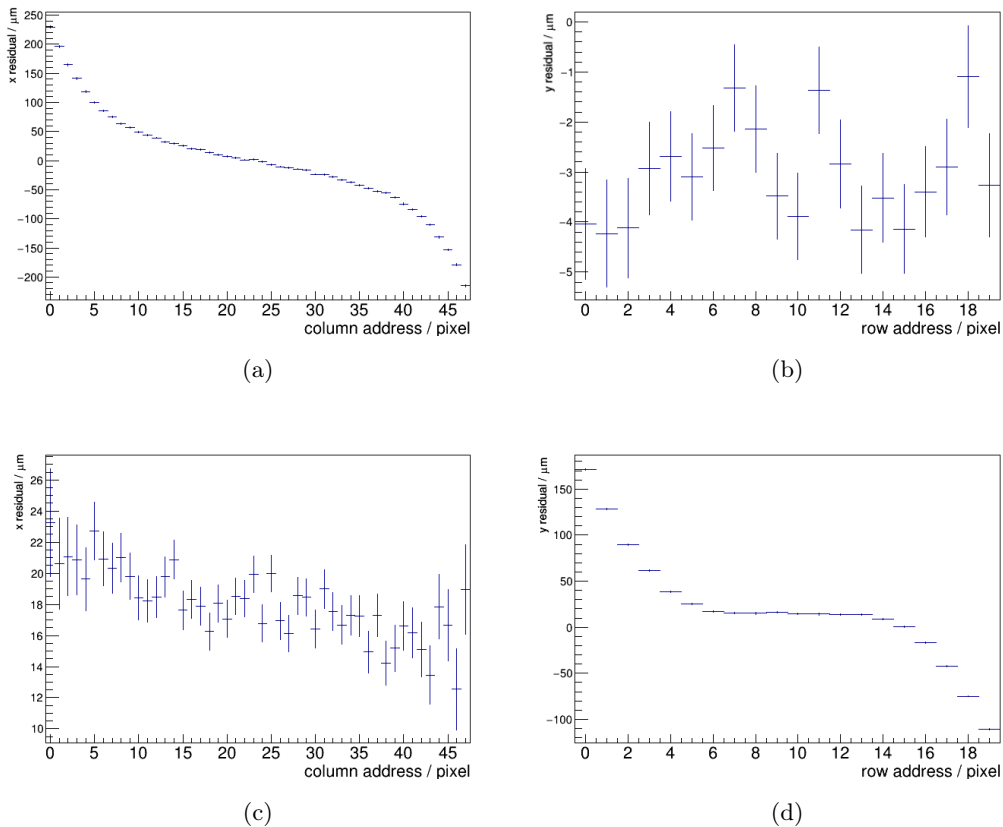 x residual / μm
250
200
150
100
50
0
−50
−100
−150
−200
0 5 10 15 20 25 30 35 40 45
column address / pixel
(a)
y residual / μm
0
−1
−2
−3
−4
−5
0 2 4 6 8 10 12 14 16 18
row address / pixel
(b)
x residual / μm
26
24
22
20
18
16
14
12
10
0 5 10 15 20 25 30 35 40 45
column address / pixel
(c)
y residual / μm
150
100
50
0
−50
−100
0 2 4 6 8 10 12 14 16 18
row address / pixel
(d)